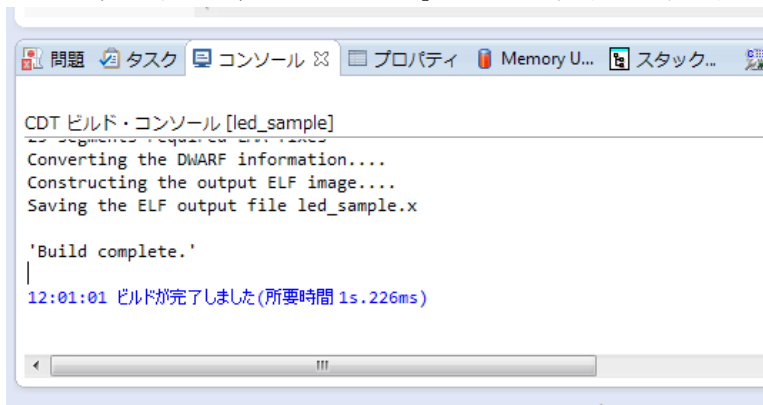 問題 タスク コンソール プロパティ Memory U... スタック...
CDT ビルド・コンソール [led_sample]
Converting the DWARF information....
Constructing the output ELF image....
Saving the ELF output file led_sample.x
'Build complete.'
12:01:01 ビルドが完了しました(所要時間 1s.226ms)